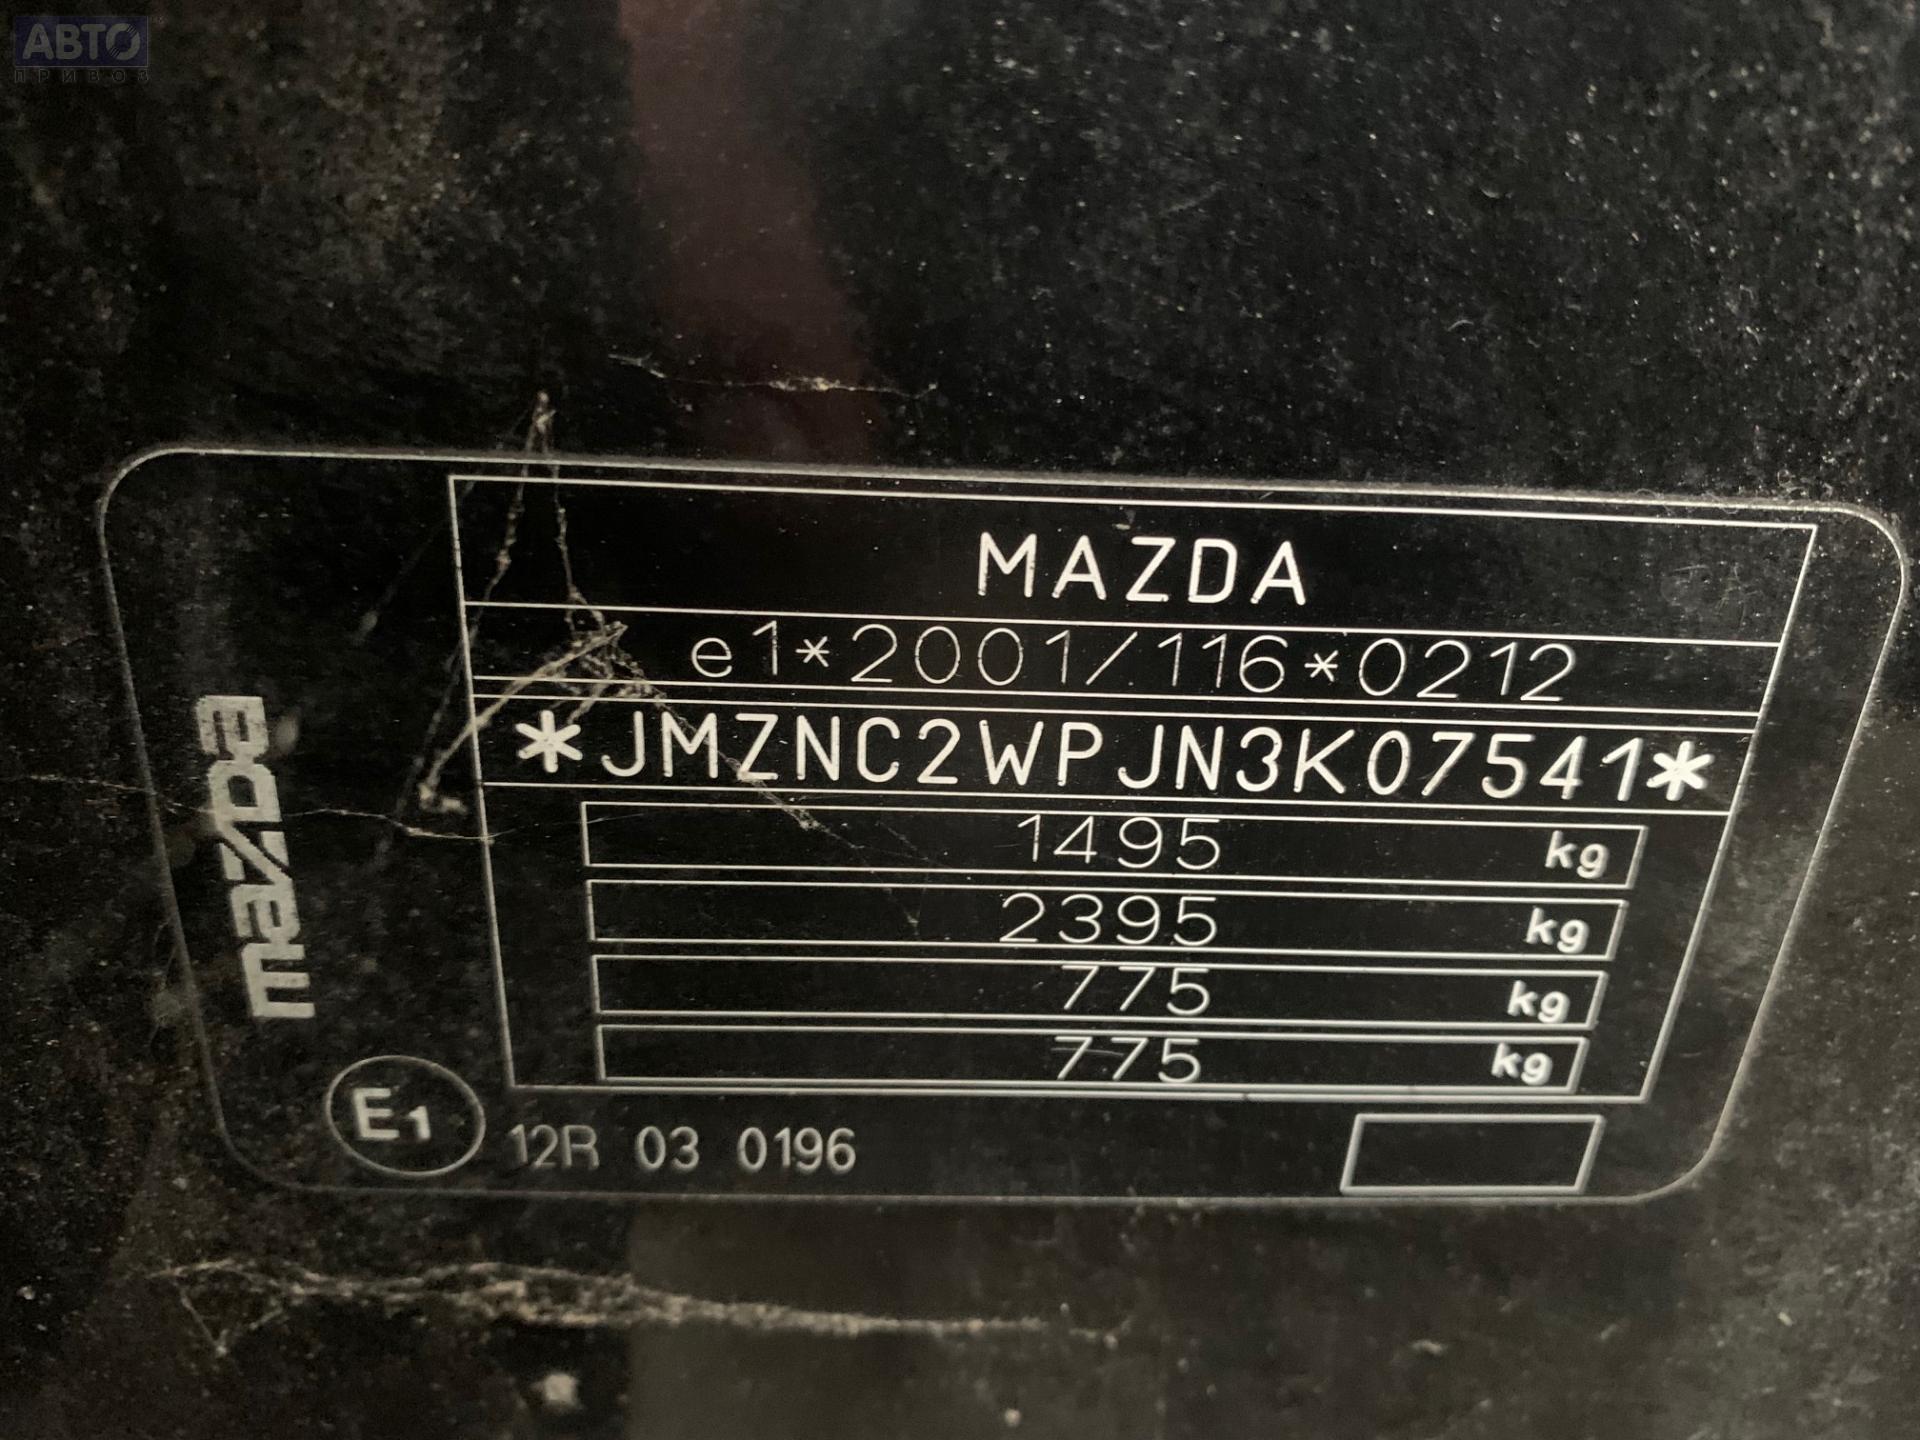 АВТО
ПРИВОЗ
MAZDA
e1*2001/116*0212
*JMZNC2WPJN3K07541*
1495 kg
2395 kg
775 kg
775 kg
mazda
E1 12R 03 0196